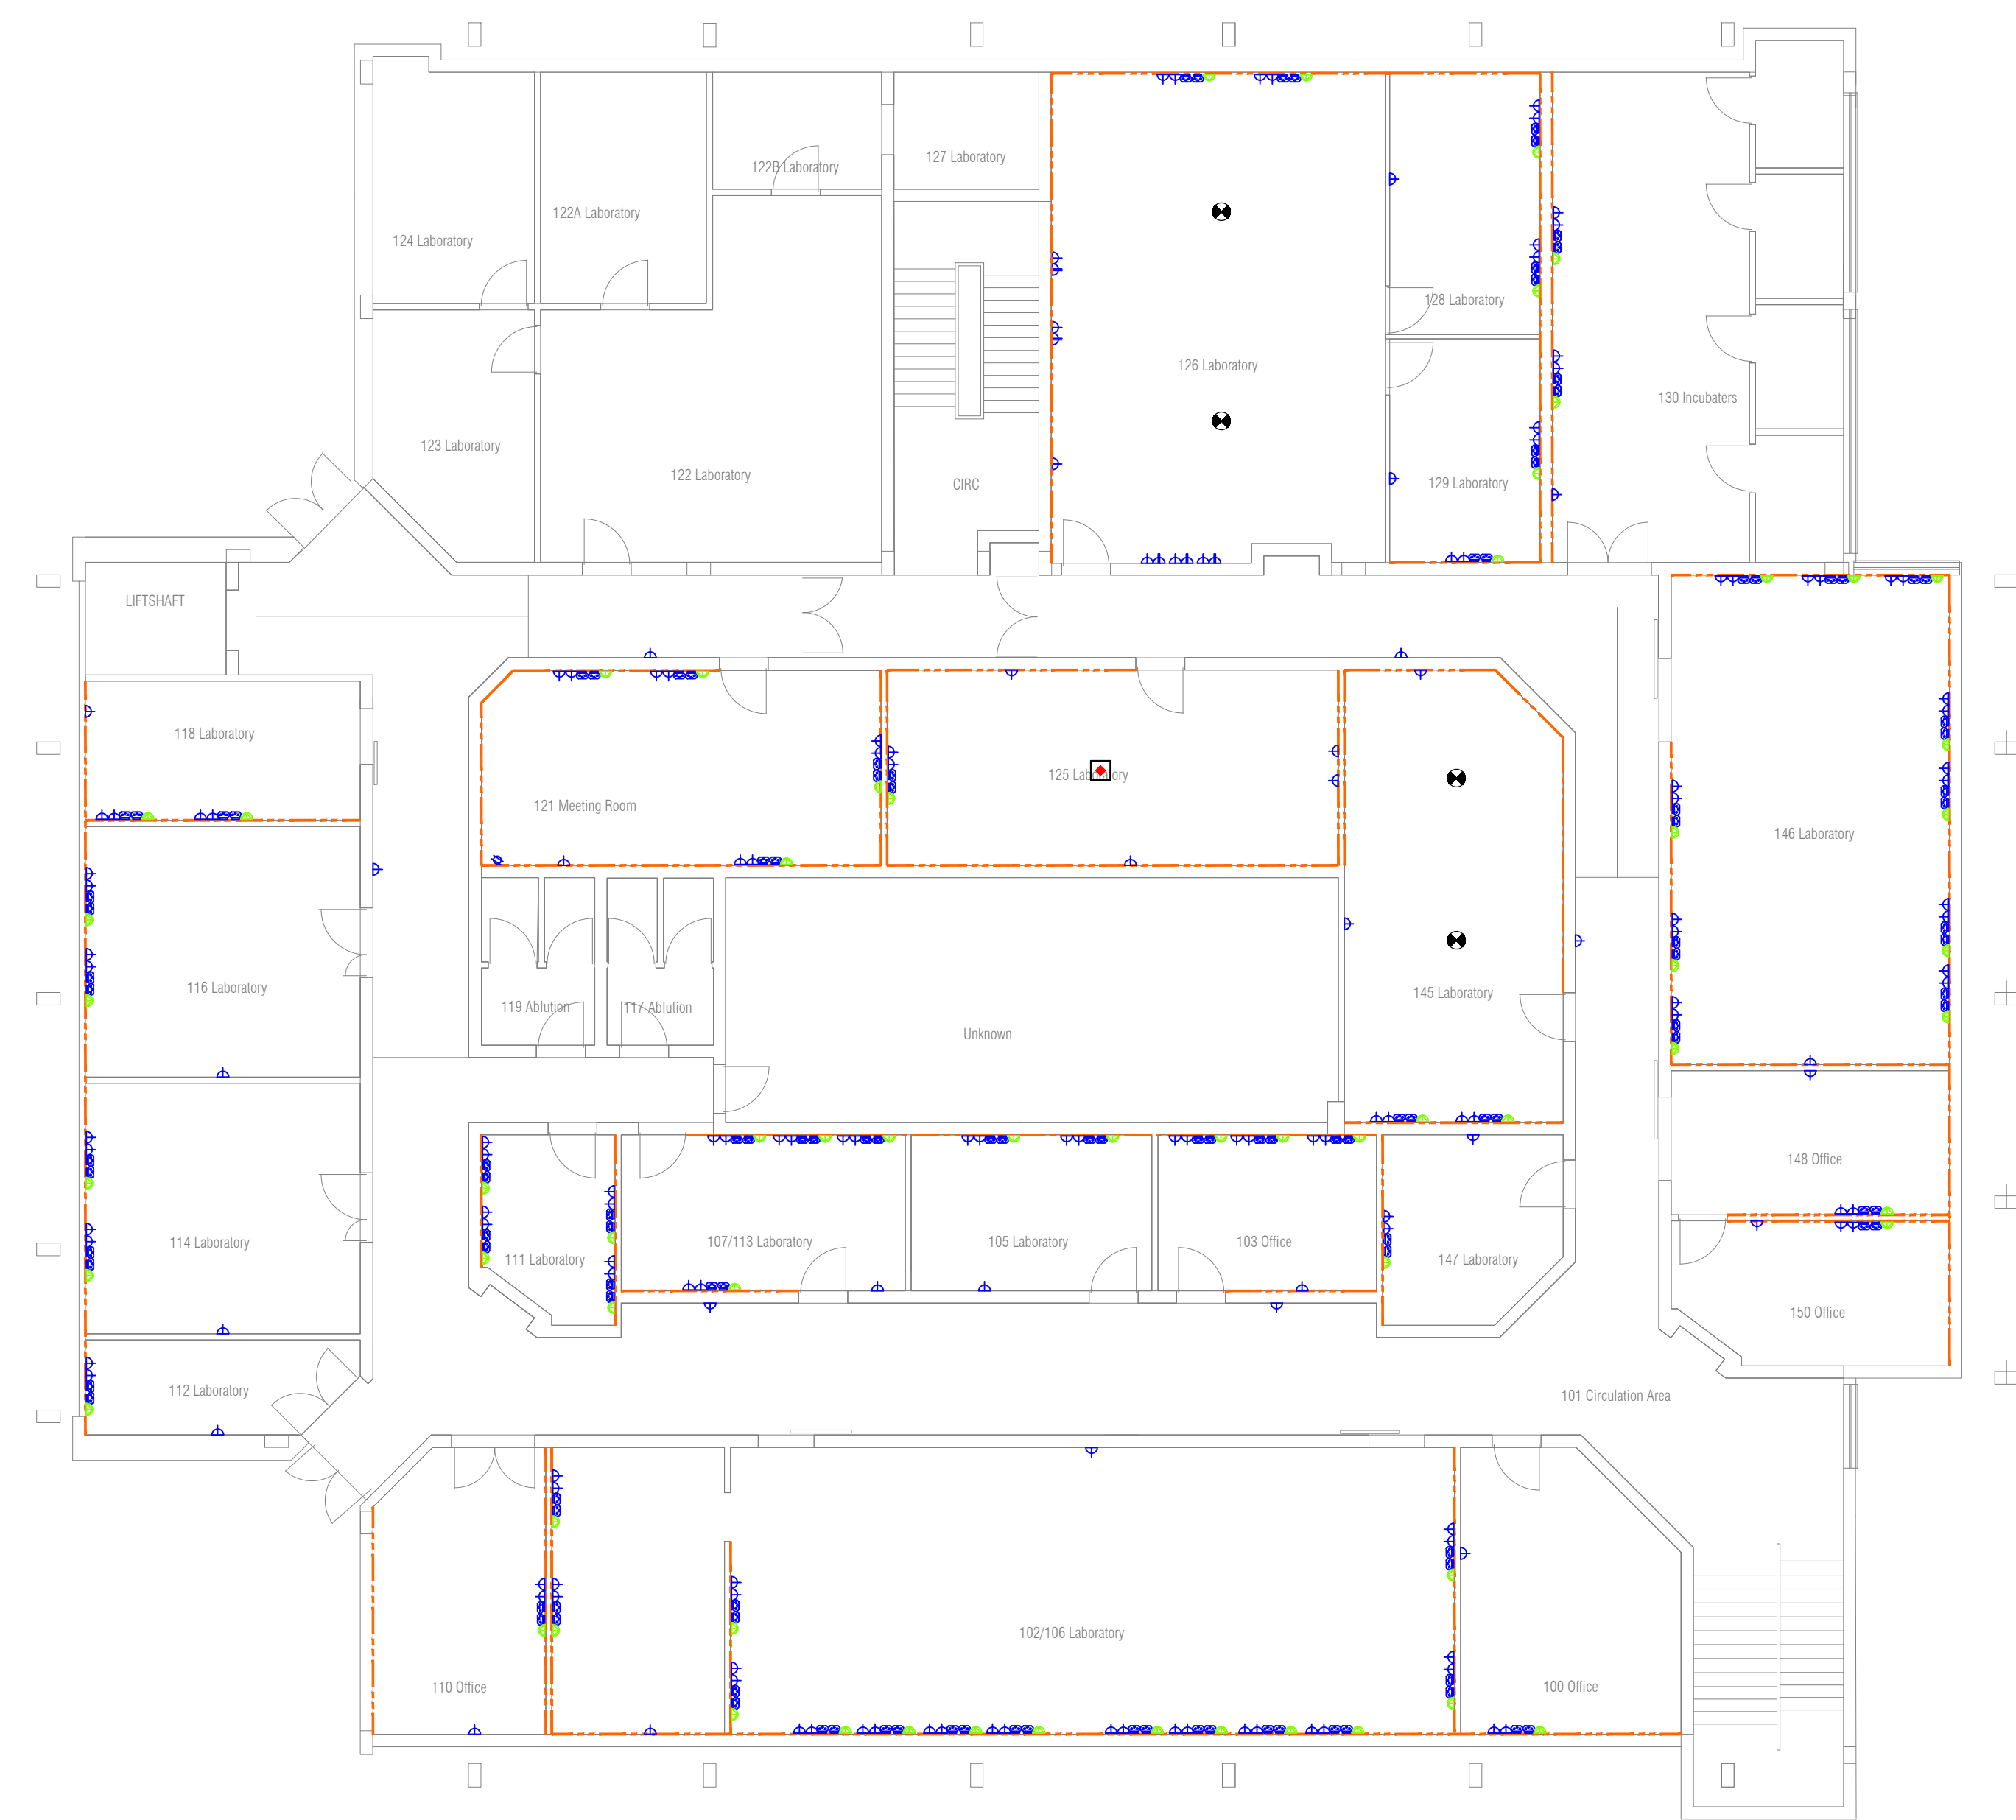 122B Laboratory
127 Laboratory
122A Laboratory
124 Laboratory
128 Laboratory
126 Laboratory
130 Incubaters
123 Laboratory
122 Laboratory
CIRC
129 Laboratory
LIFTSHAFT
118 Laboratory
125 Laboratory
121 Meeting Room
146 Laboratory
116 Laboratory
119 Ablution
117 Ablution
145 Laboratory
Unknown
148 Office
114 Laboratory
107/113 Laboratory
105 Laboratory
103 Office
111 Laboratory
147 Laboratory
150 Office
112 Laboratory
101 Circulation Area
102/106 Laboratory
110 Office
100 Office